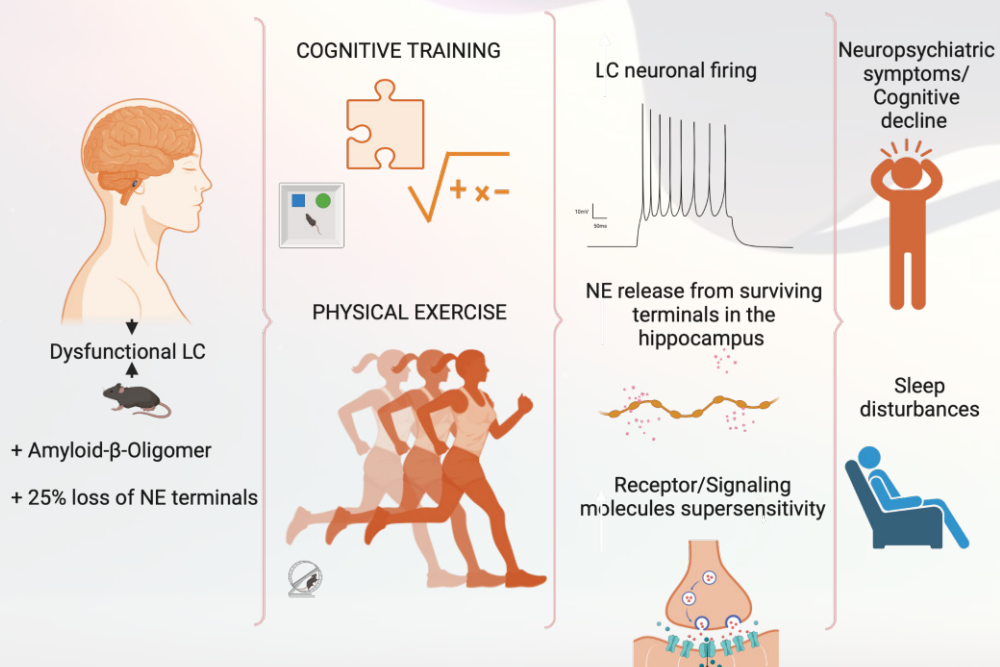 COGNITIVE TRAINING
PHYSICAL EXERCISE
Dysfunctional LC
+ Amyloid-β-Oligomer
+ 25% loss of NE terminals
LC neuronal firing
10mV
50ms
NE release from surviving
terminals in the
hippocampus
Receptor/Signaling
molecules supersensitivity
Neuropsychiatric
symptoms/
Cognitive
decline
Sleep
disturbances